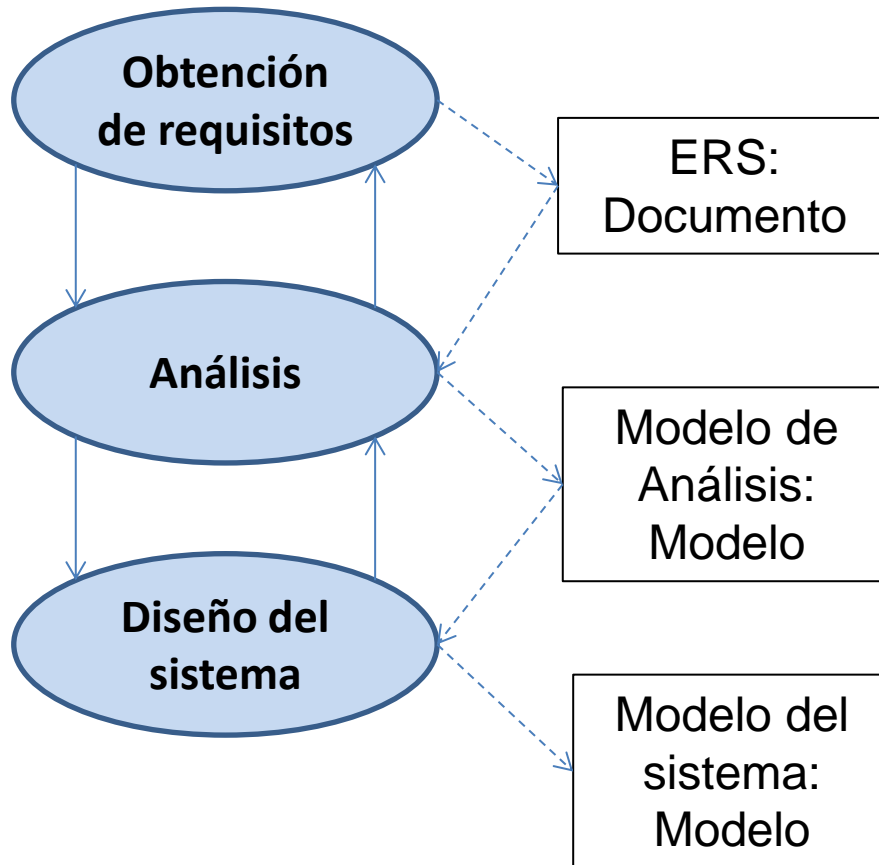 Obtención
de requisitos
ERS:
Documento
Análisis
Modelo de
Análisis:
Modelo
Diseño del
sistema
Modelo del
sistema:
Modelo